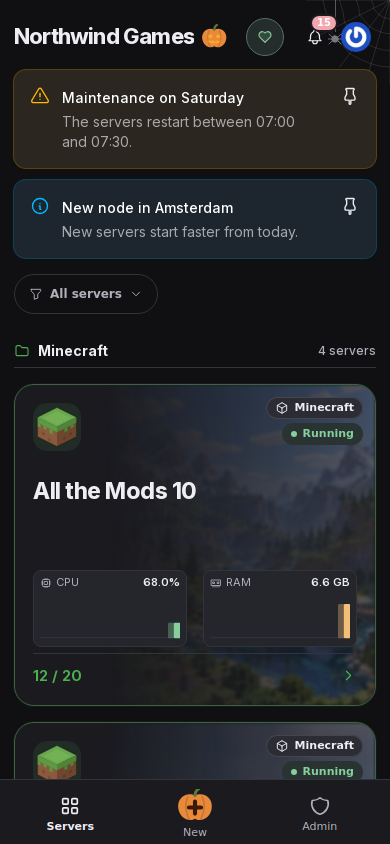 Northwind Games
15
Maintenance on Saturday
The servers restart between 07:00
and 07:30.
New node in Amsterdam
New servers start faster from today.
All servers
Minecraft
4 servers
Minecraft
Running
All the Mods 10
CPU
68.0%
RAM
6.6 GB
12 / 20
Minecraft
Running
Servers
New
Admin